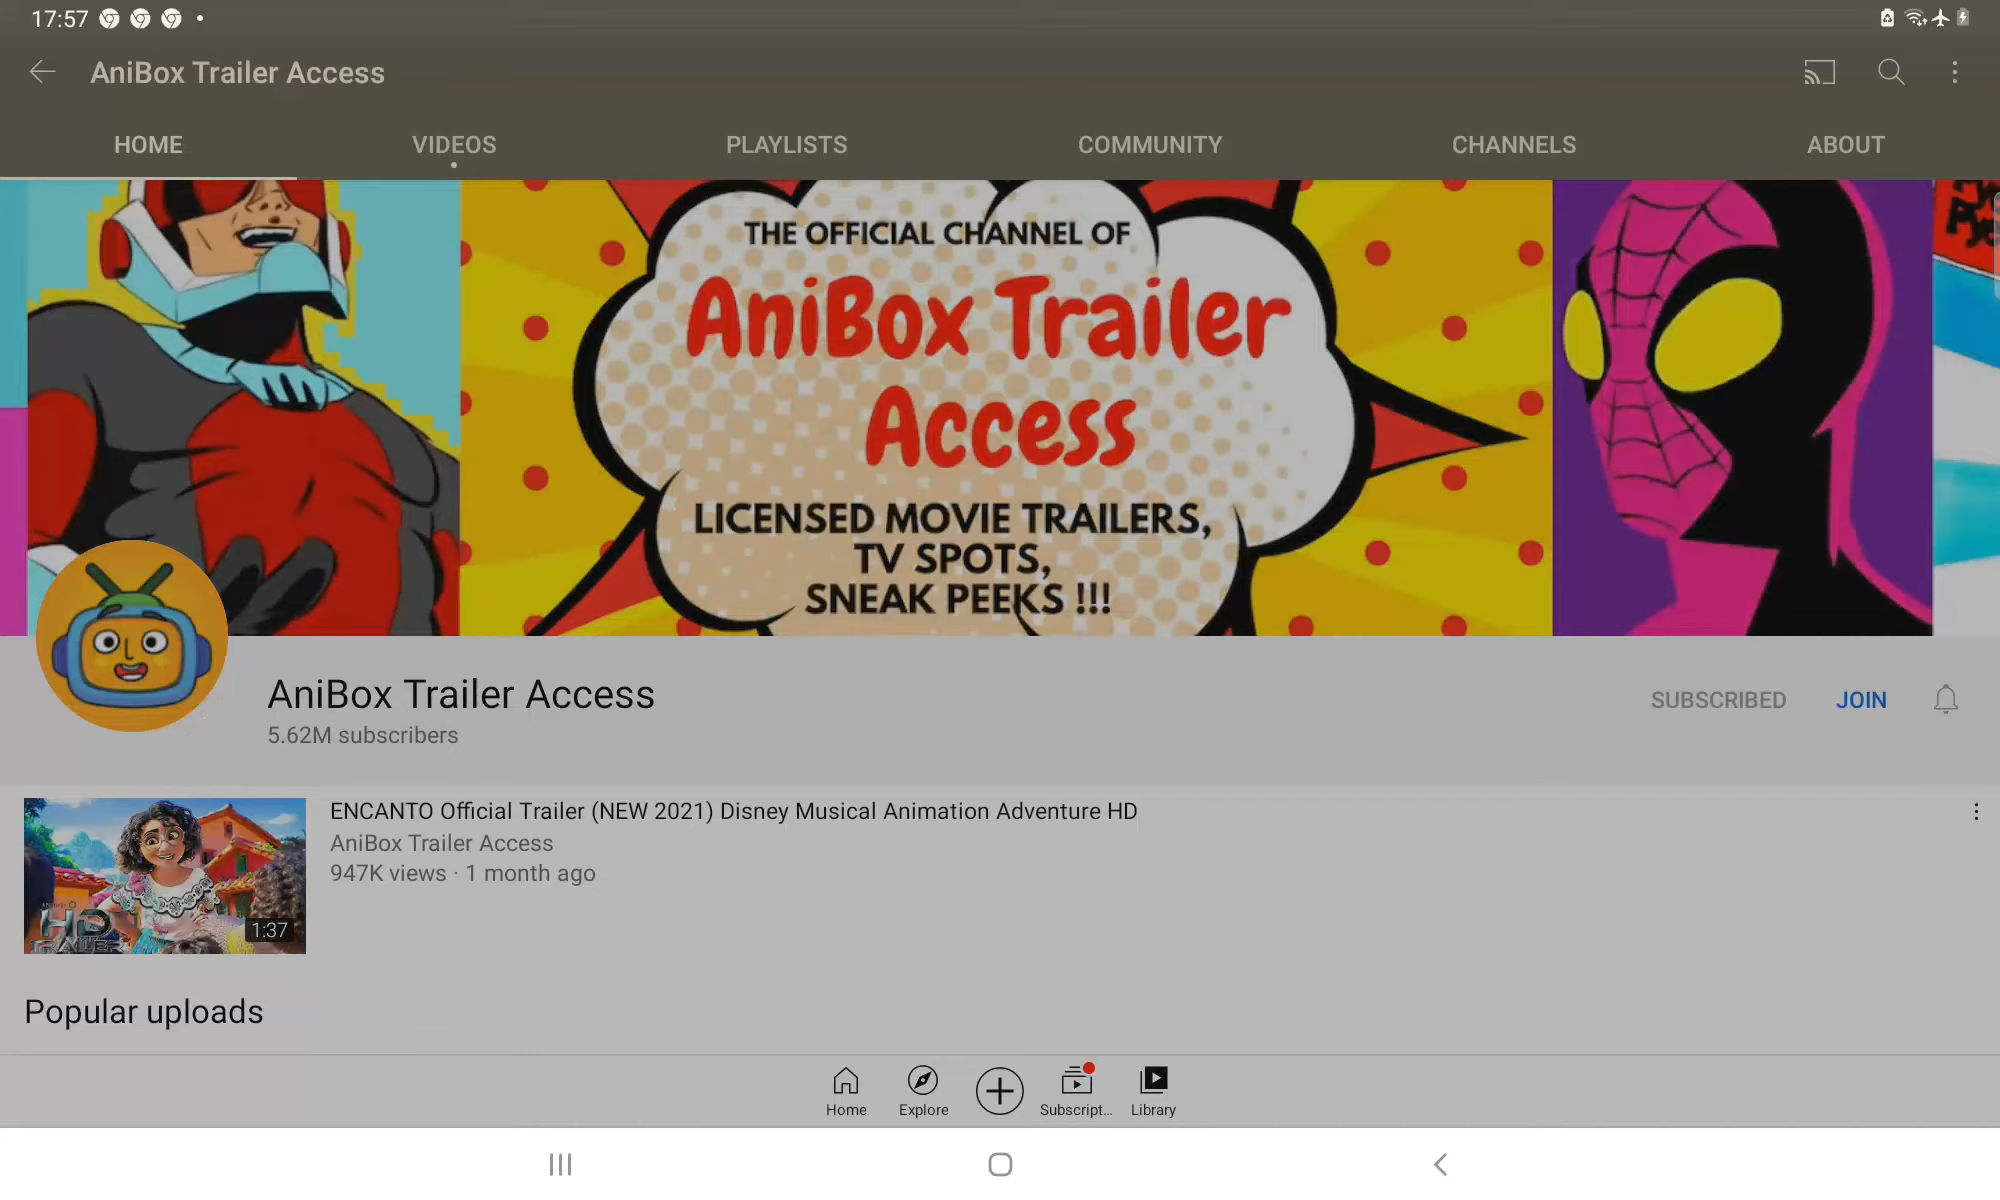 17:57
AniBox Trailer Access
HOME VIDEOS PLAYLISTS COMMUNITY CHANNELS ABOUT
THE OFFICIAL CHANNEL OF
AniBox Trailer
Access
LICENSED MOVIE TRAILERS,
TV SPOTS,
SNEAK PEEKS !!!
AniBox Trailer Access
5.62M subscribers
SUBSCRIBED JOIN
ENCANTO Official Trailer (NEW 2021) Disney Musical Animation Adventure HD
AniBox Trailer Access
947K views · 1 month ago
HD
TRAILER
1:37
Popular uploads
Home Explore Subscript... Library